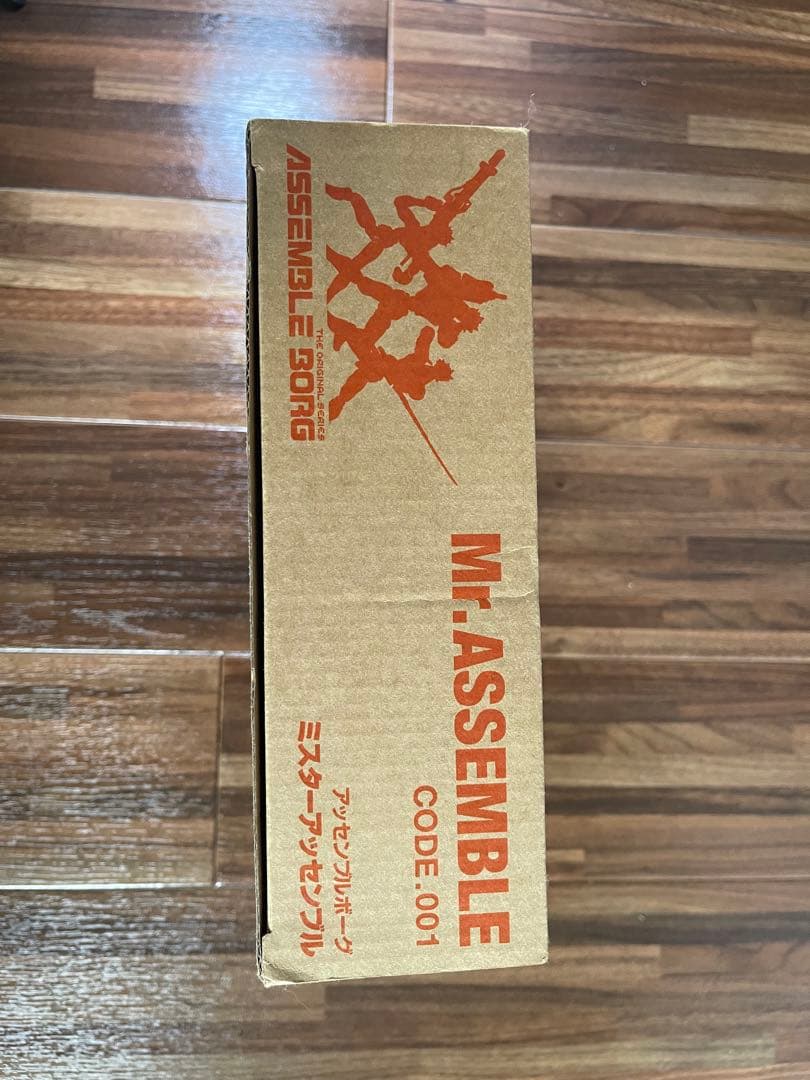 ASSEMBLE BORG
THE ORIGINAL SERIES
Mr.ASSEMBLE
CODE.001
アッセンブルボーグ
ミスターアッセンブル